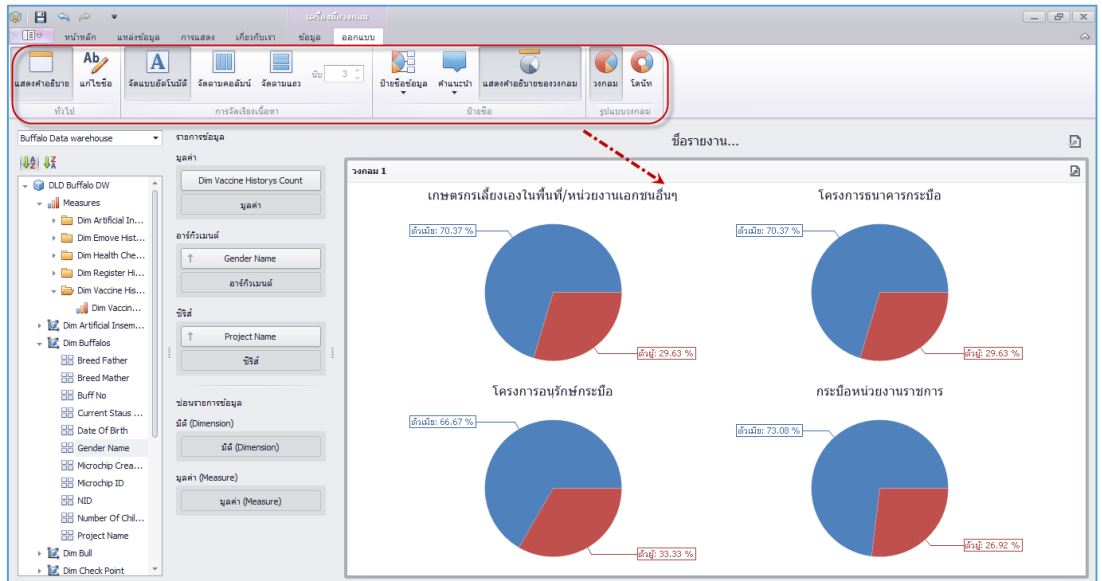 เครื่องมือวงกลม
หน้าหลัก แหล่งข้อมูล การแสดง เกี่ยวกับเรา ข้อมูล ออกแบบ
แสดงคำอธิบาย แก้ไขชื่อ จัดแบบอัตโนมัติ จัดตามคอลัมน์ จัดตามแถว นับ 3 ป้ายชื่อข้อมูล คำแนะนำ แสดงคำอธิบายของวงกลม วงกลม โดนัท
ทั่วไป การจัดเรียงเนื้อหา ป้ายชื่อ รูปแบบวงกลม
Buffalo Data warehouse
DLD Buffalo DW
Measures
Dim Artificial In...
Dim Emove Hist...
Dim Health Che...
Dim Register Hi...
Dim Vaccine His...
Dim Vaccin...
Dim Artificial Insem...
Dim Buffalos
Breed Father
Breed Mather
Buff No
Current Staus ...
Date Of Birth
Gender Name
Microchip Crea...
Microchip ID
NID
Number Of Chil...
Project Name
Dim Bull
Dim Check Point
รายการข้อมูล
มูลค่า
Dim Vaccine Historys Count
มูลค่า
อาร์กิวเมนต์
Gender Name
อาร์กิวเมนต์
ซีรีส์
Project Name
ซีรีส์
ซ่อนรายการข้อมูล
มิติ (Dimension)
มิติ (Dimension)
มูลค่า (Measure)
มูลค่า (Measure)
ชื่อรายงาน...
วงกลม 1
เกษตรกรเลี้ยงเองในพื้นที่/หน่วยงานเอกชนอื่นๆ
ตัวเมีย: 70.37 %
ตัวผู้: 29.63 %
โครงการธนาคารกระบือ
ตัวเมีย: 70.37 %
ตัวผู้: 29.63 %
โครงการอนุรักษ์กระบือ
ตัวเมีย: 66.67 %
ตัวผู้: 33.33 %
กระบือหน่วยงานราชการ
ตัวเมีย: 73.08 %
ตัวผู้: 26.92 %